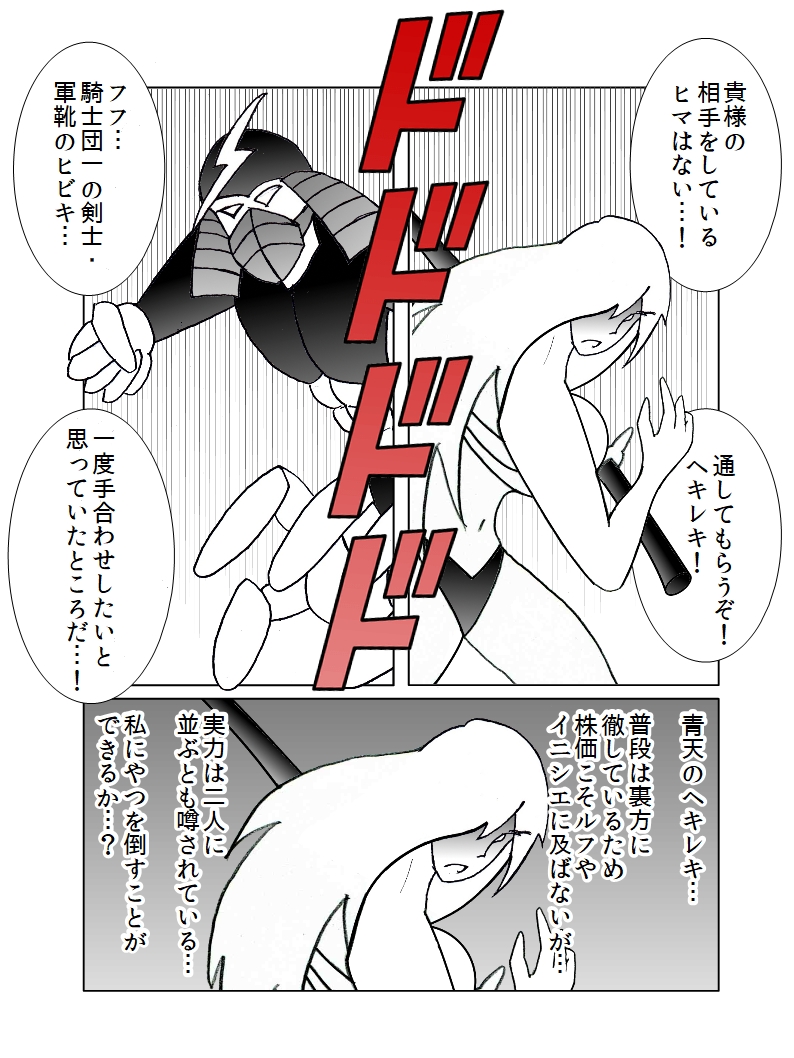 貴様の
相手をしている
ヒマはない…！
通してもらうぞ！
ヘキレキ！
ドドドド
フフ…
騎士団一の剣士・
軍靴のヒビキ…
一度手合わせしたいと
思っていたところだ…！
青天のヘキレキ…
普段は裏方に
徹しているため
株価こそルフや
イニシエに及ばないが…
実力は二人に
並ぶとも噂されている…
私にやつを倒すことが
できるか…？